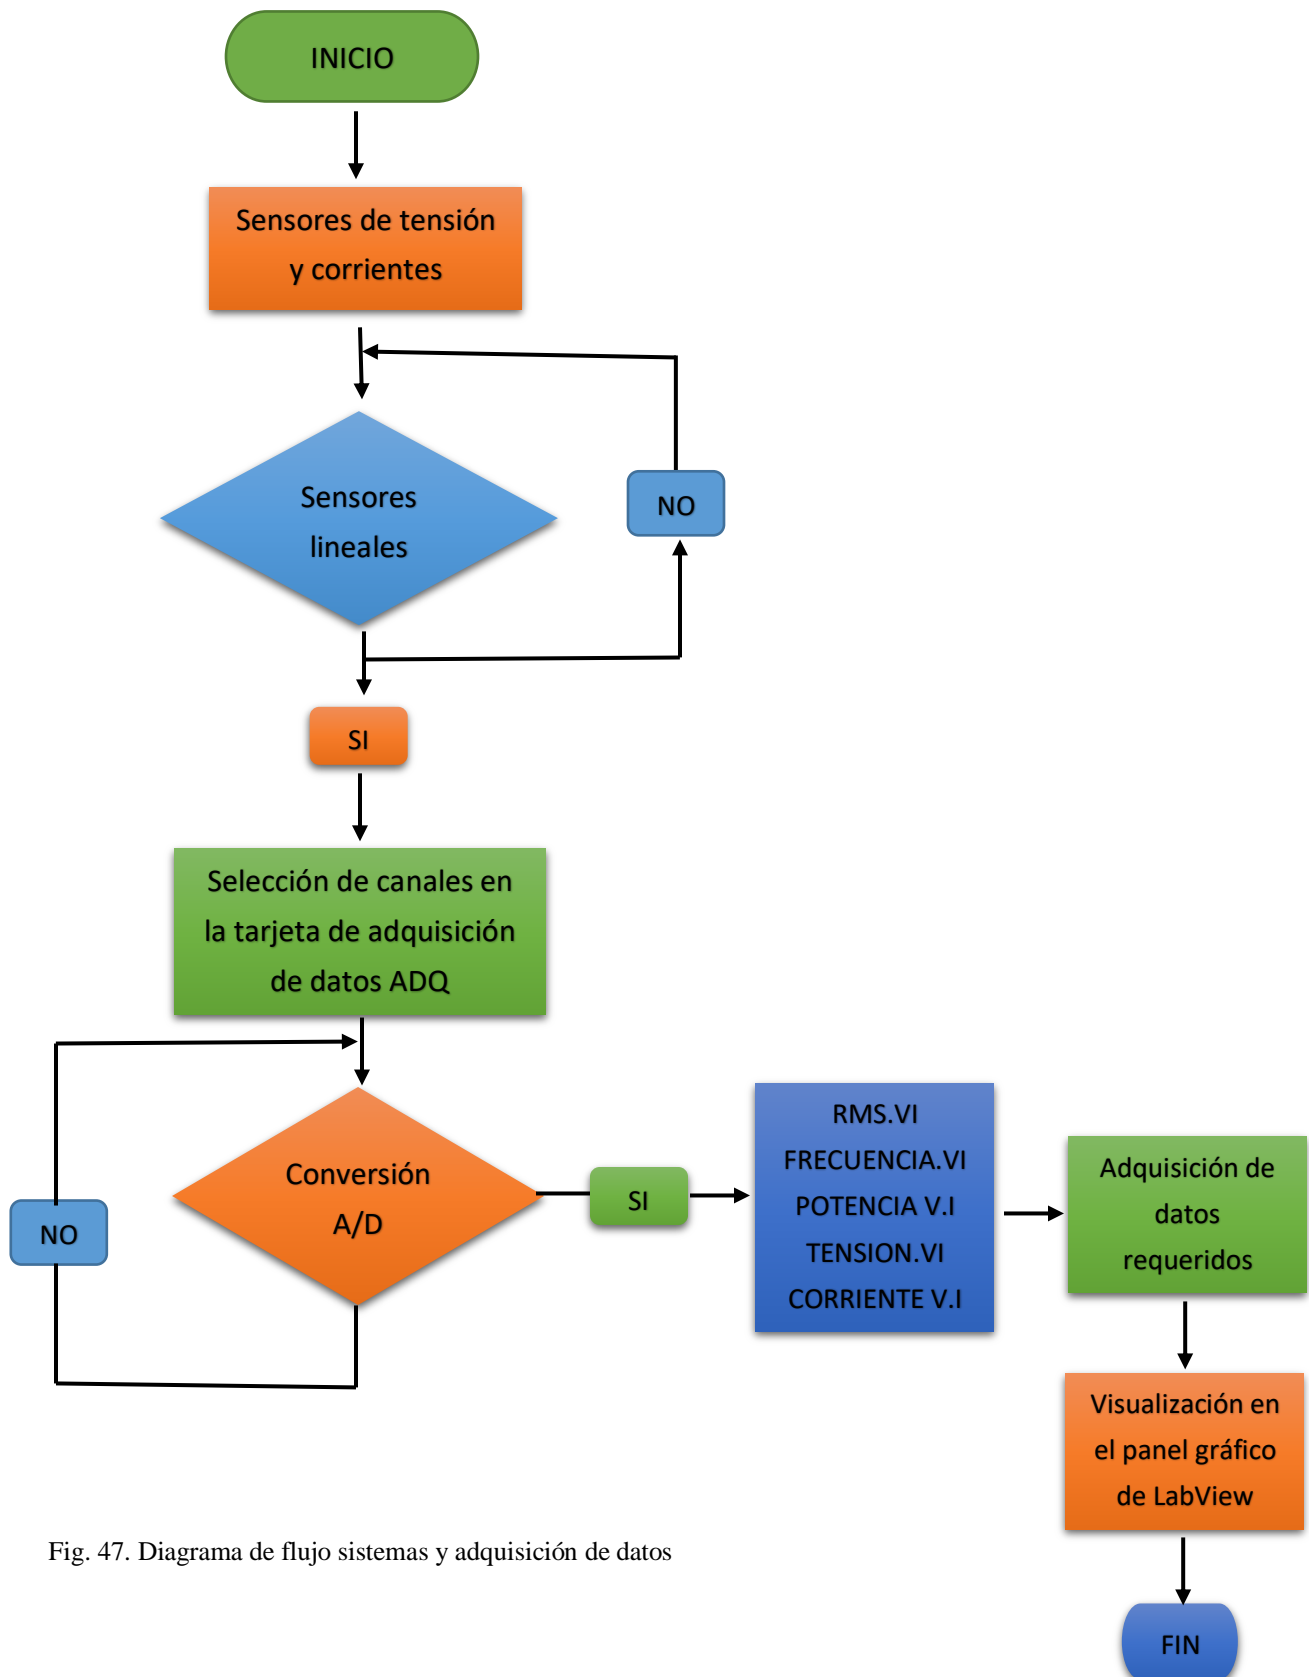 INICIO
Sensores de tensión
y corrientes
Sensores
lineales
NO
SI
Selección de canales en
la tarjeta de adquisición
de datos ADQ
Conversión
A/D
NO
SI
RMS.VI
FRECUENCIA.VI
POTENCIA V.I
TENSION.VI
CORRIENTE V.I
Adquisición de
datos
requeridos
Visualización en
el panel gráfico
de LabView
FIN
Fig. 47. Diagrama de flujo sistemas y adquisición de datos